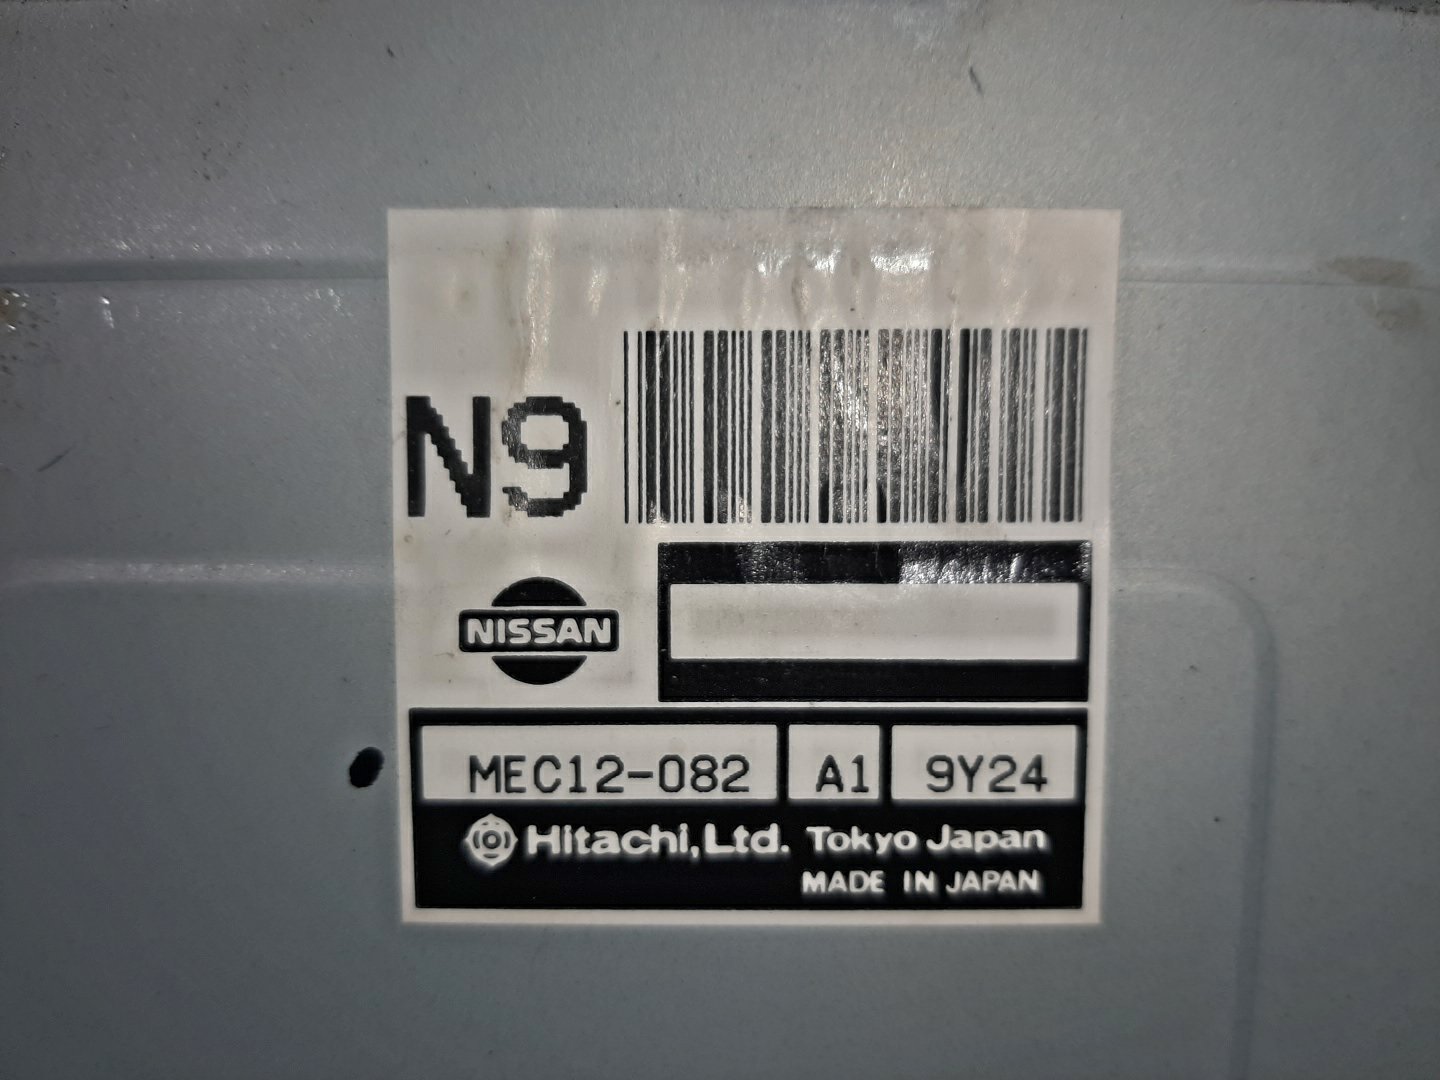 N9
NISSAN
MEC12-082 A1 9Y24
Hitachi,Ltd. Tokyo Japan
MADE IN JAPAN